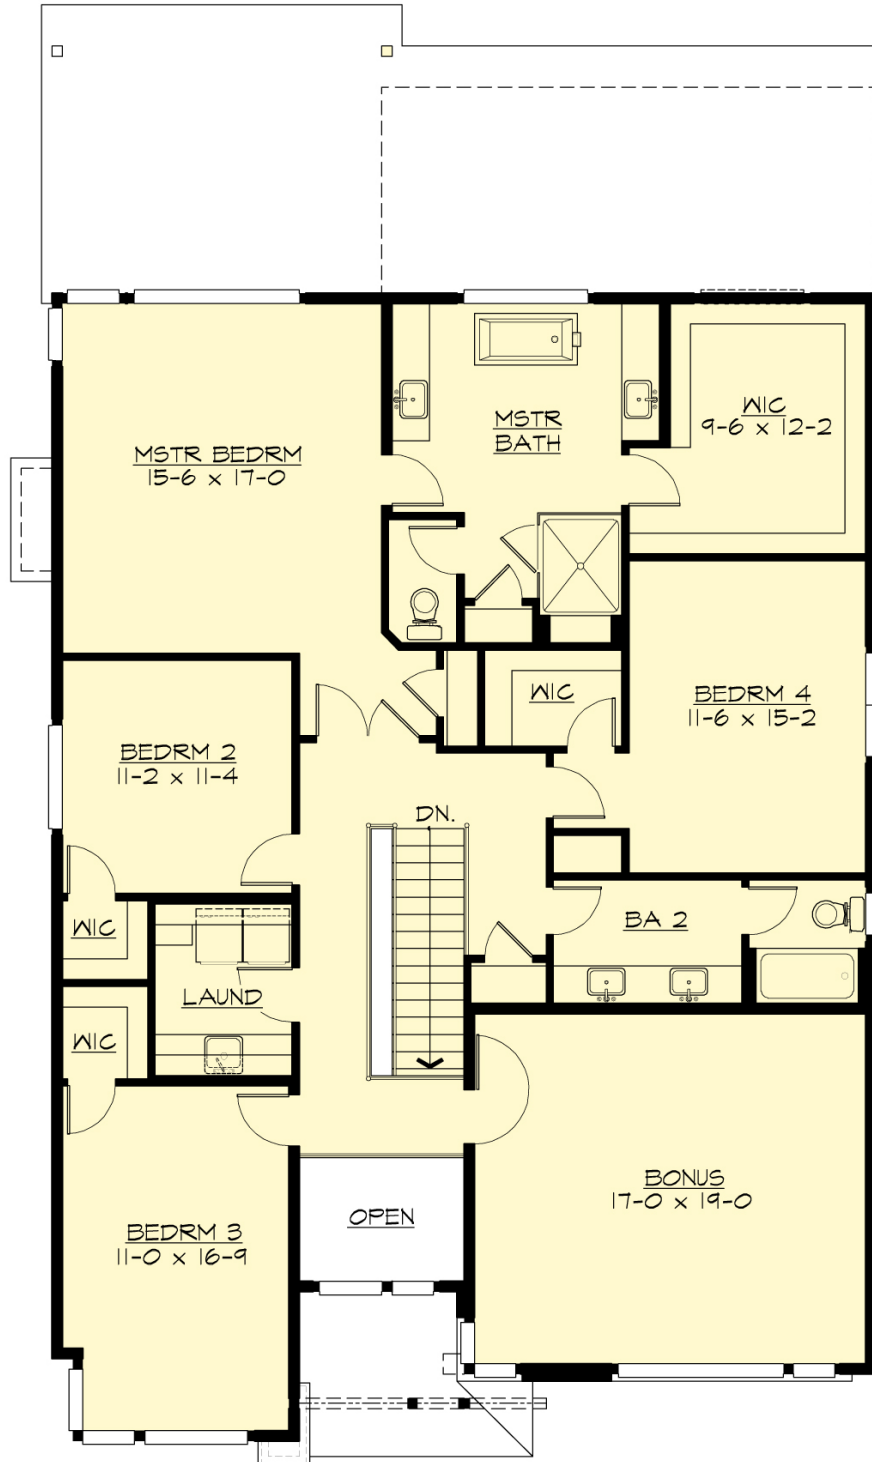 MSTR BEDRM
15-6 x 17-0
MSTR
BATH
WIC
9-6 x 12-2
WIC
BEDRM 4
11-6 x 15-2
BEDRM 2
11-2 x 11-4
DN.
WIC
BA 2
LAUND
WIC
BONUS
17-0 x 19-0
OPEN
BEDRM 3
11-0 x 16-9